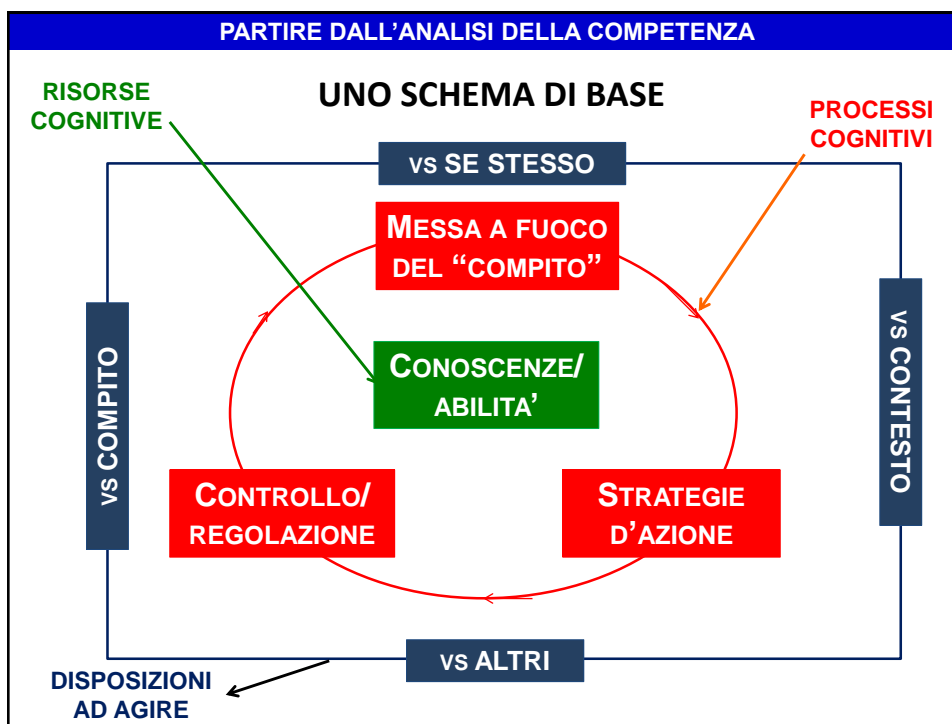 PARTIRE DALL’ANALISI DELLA COMPETENZA
RISORSE
COGNITIVE
UNO SCHEMA DI BASE
PROCESSI
COGNITIVI
VS SE STESSO
MESSA A FUOCO
DEL “COMPITO”
VS COMPITO
CONOSCENZE/
ABILITA’
VS CONTESTO
CONTROLLO/
REGOLAZIONE
STRATEGIE
D’AZIONE
VS ALTRI
DISPOSIZIONI
AD AGIRE